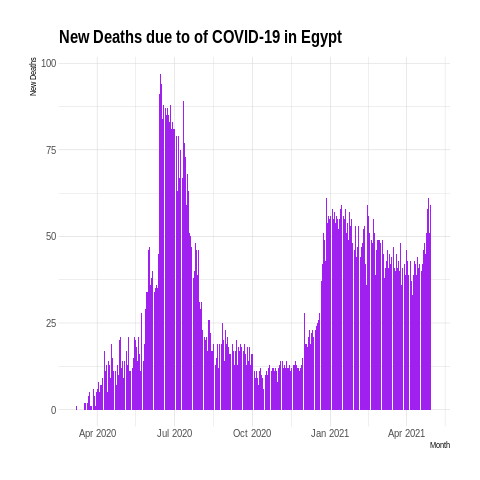 New Deaths due to of COVID-19 in Egypt
New Deaths
100
75
50
25
0
Apr 2020 Jul 2020 Oct 2020 Jan 2021 Apr 2021
Month